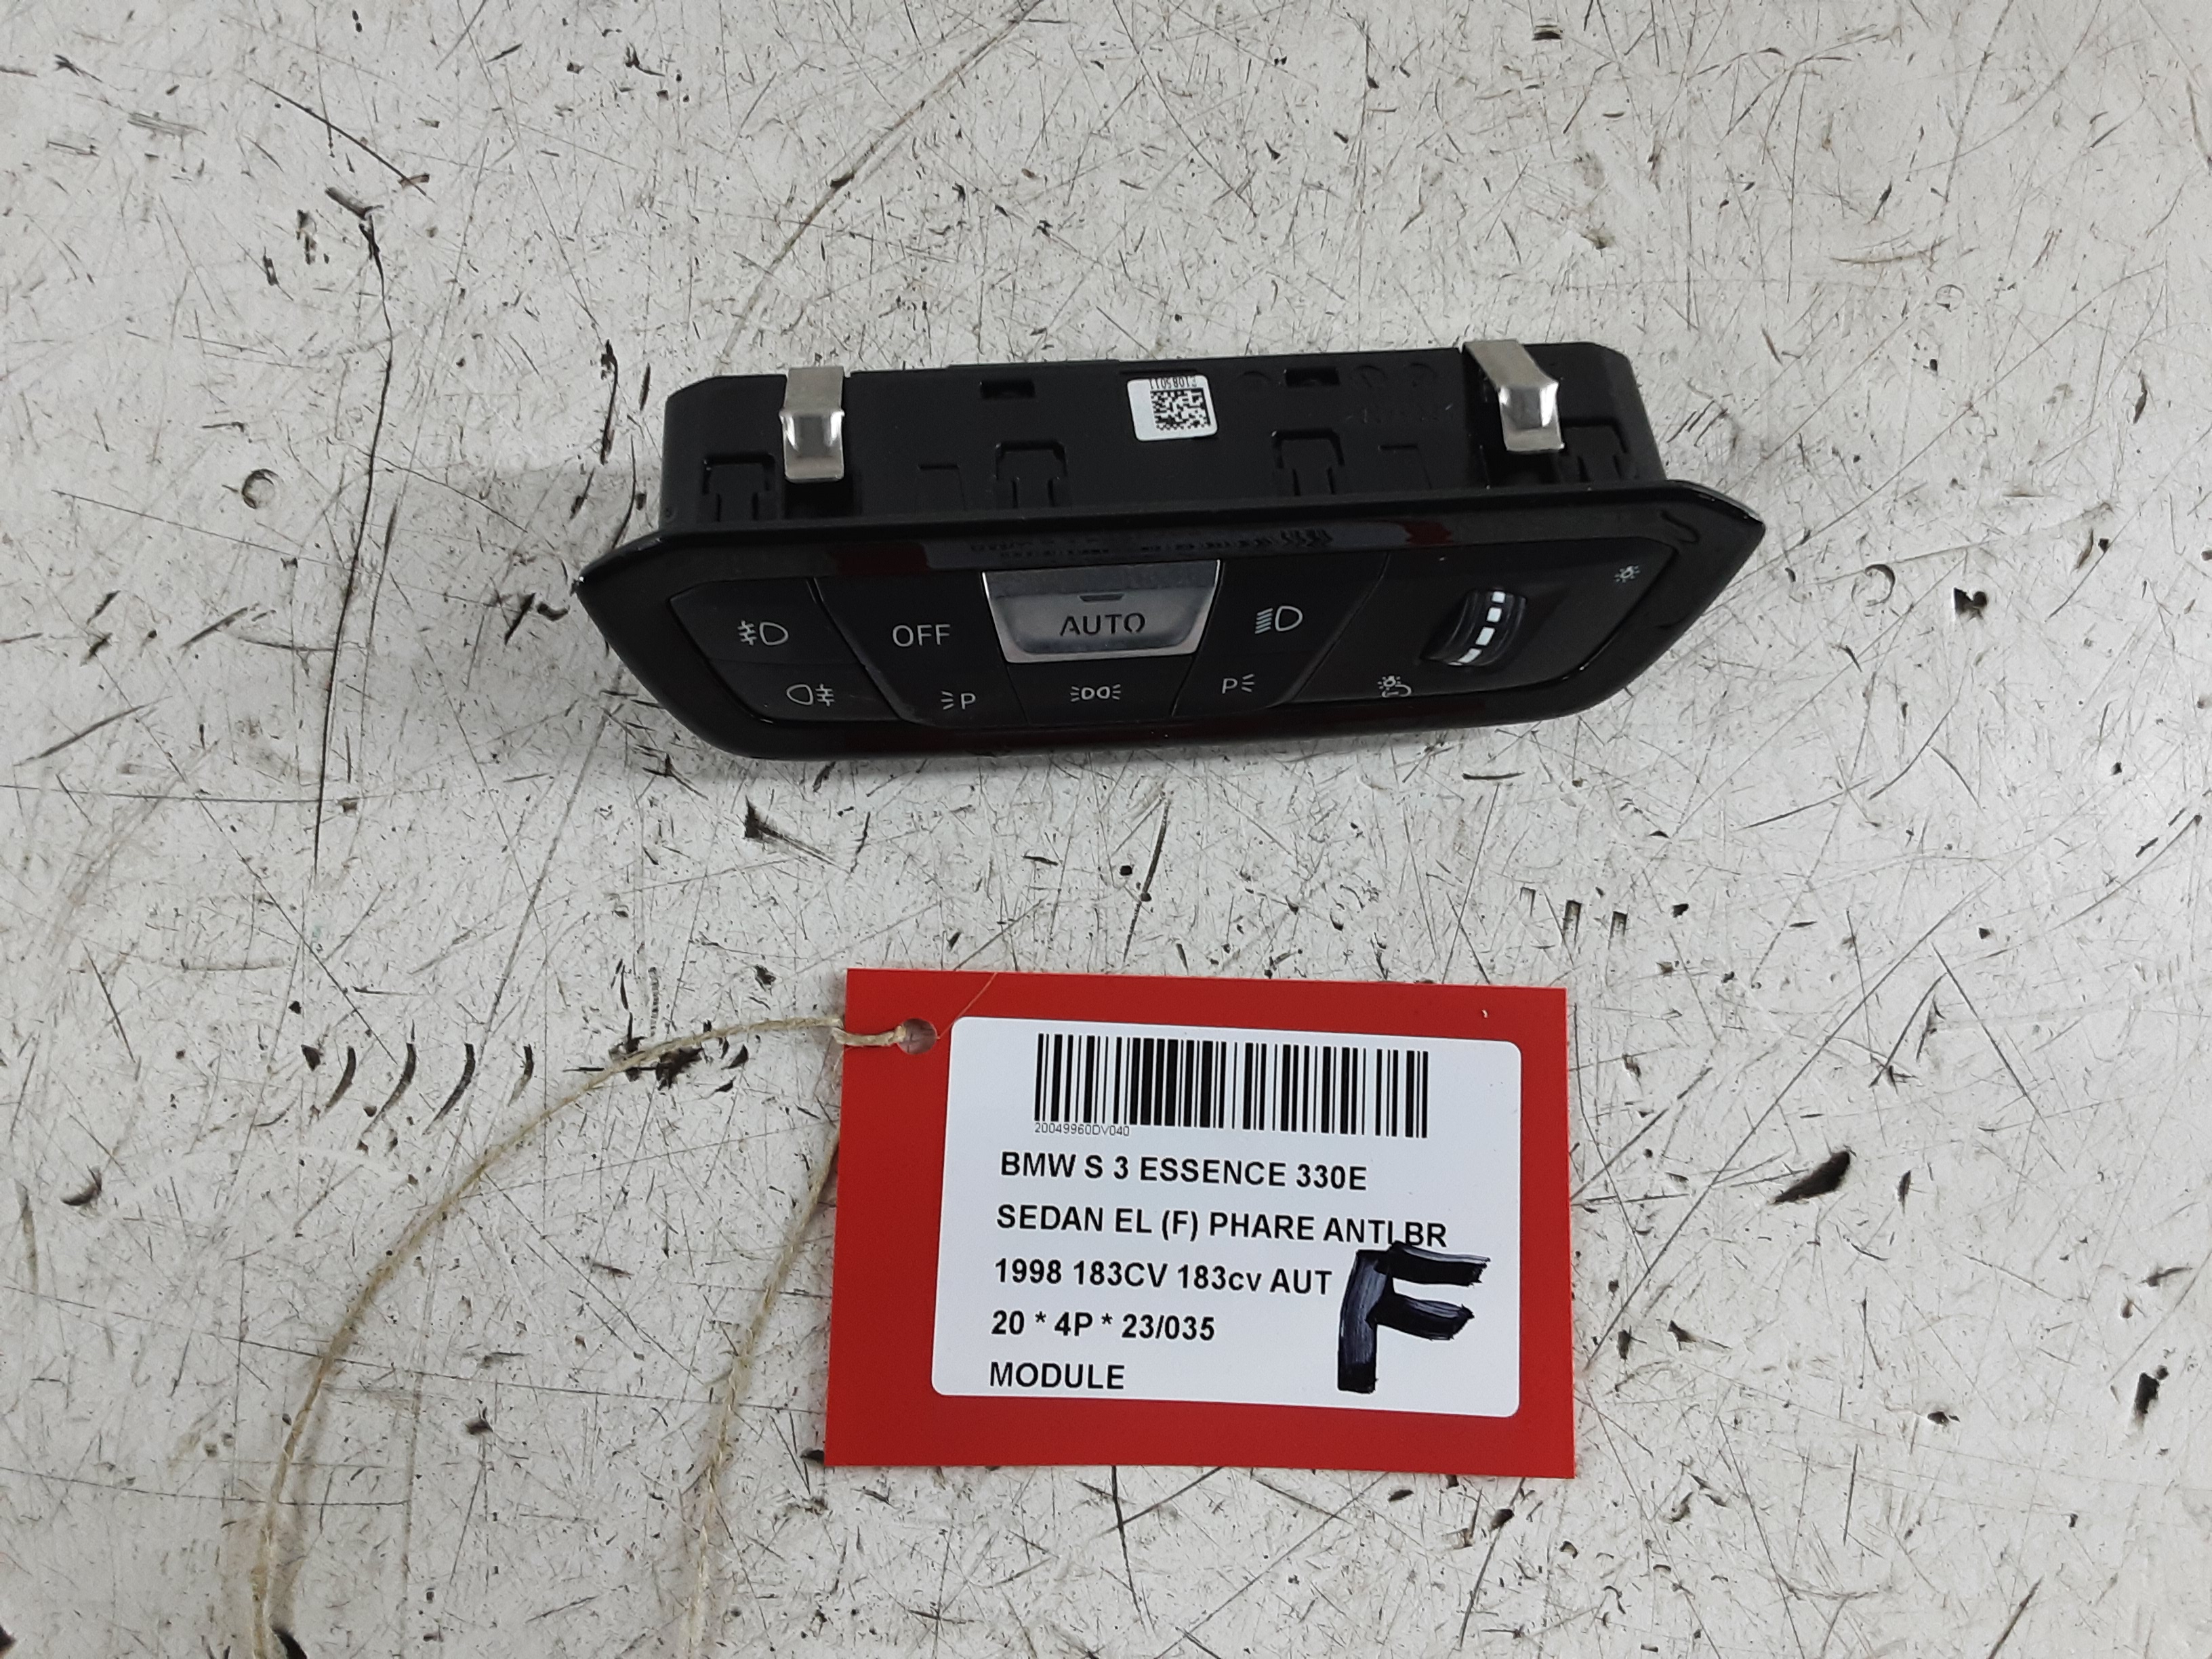 OFF
AUTO
P
P
20049960DV040
BMW S 3 ESSENCE 330E
SEDAN EL (F) PHARE ANTI.BR
1998 183CV 183cv AUT
20 * 4P * 23/035
MODULE
F